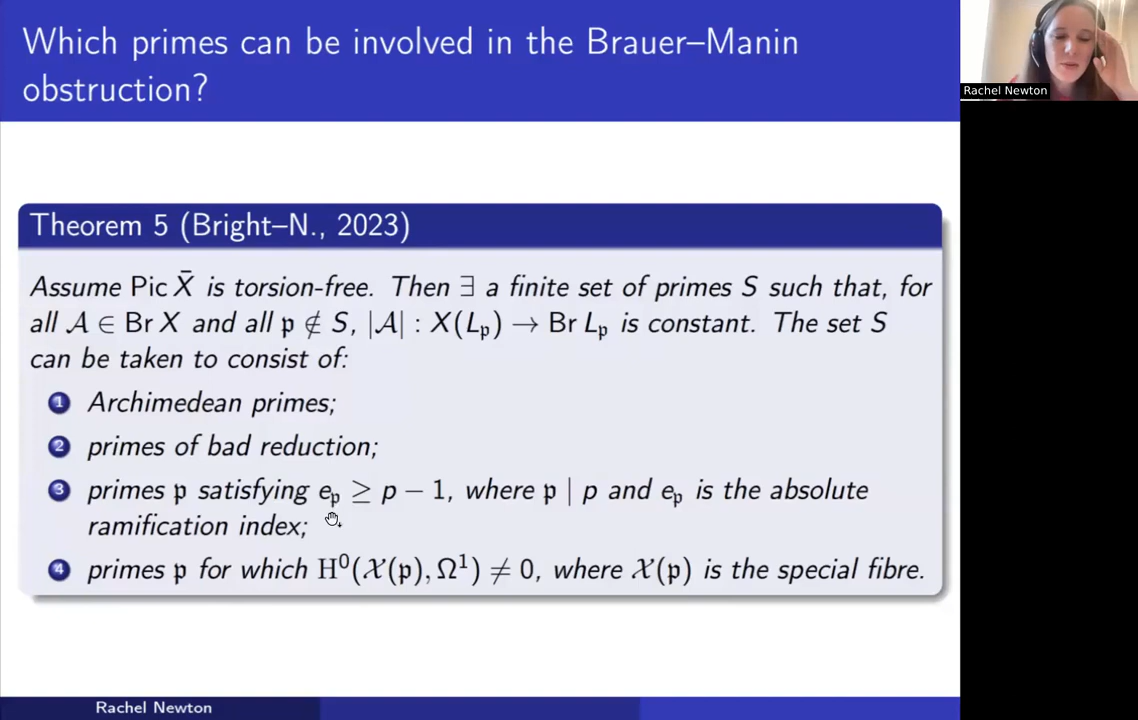 Which primes can be involved in the Brauer–Manin
obstruction?
Rachel Newton
Theorem 5 (Bright–N., 2023)
Assume Pic X̄ is torsion-free. Then ∃ a finite set of primes S such that, for
all 𝒜 ∈ Br X and all 𝔭 ∉ S, |𝒜| : X(L_𝔭) → Br L_𝔭 is constant. The set S
can be taken to consist of:
1 Archimedean primes;
2 primes of bad reduction;
3 primes 𝔭 satisfying e_𝔭 ≥ p − 1, where 𝔭 | p and e_𝔭 is the absolute
ramification index;
4 primes 𝔭 for which H⁰(𝒳(𝔭), Ω¹) ≠ 0, where 𝒳(𝔭) is the special fibre.
Rachel Newton